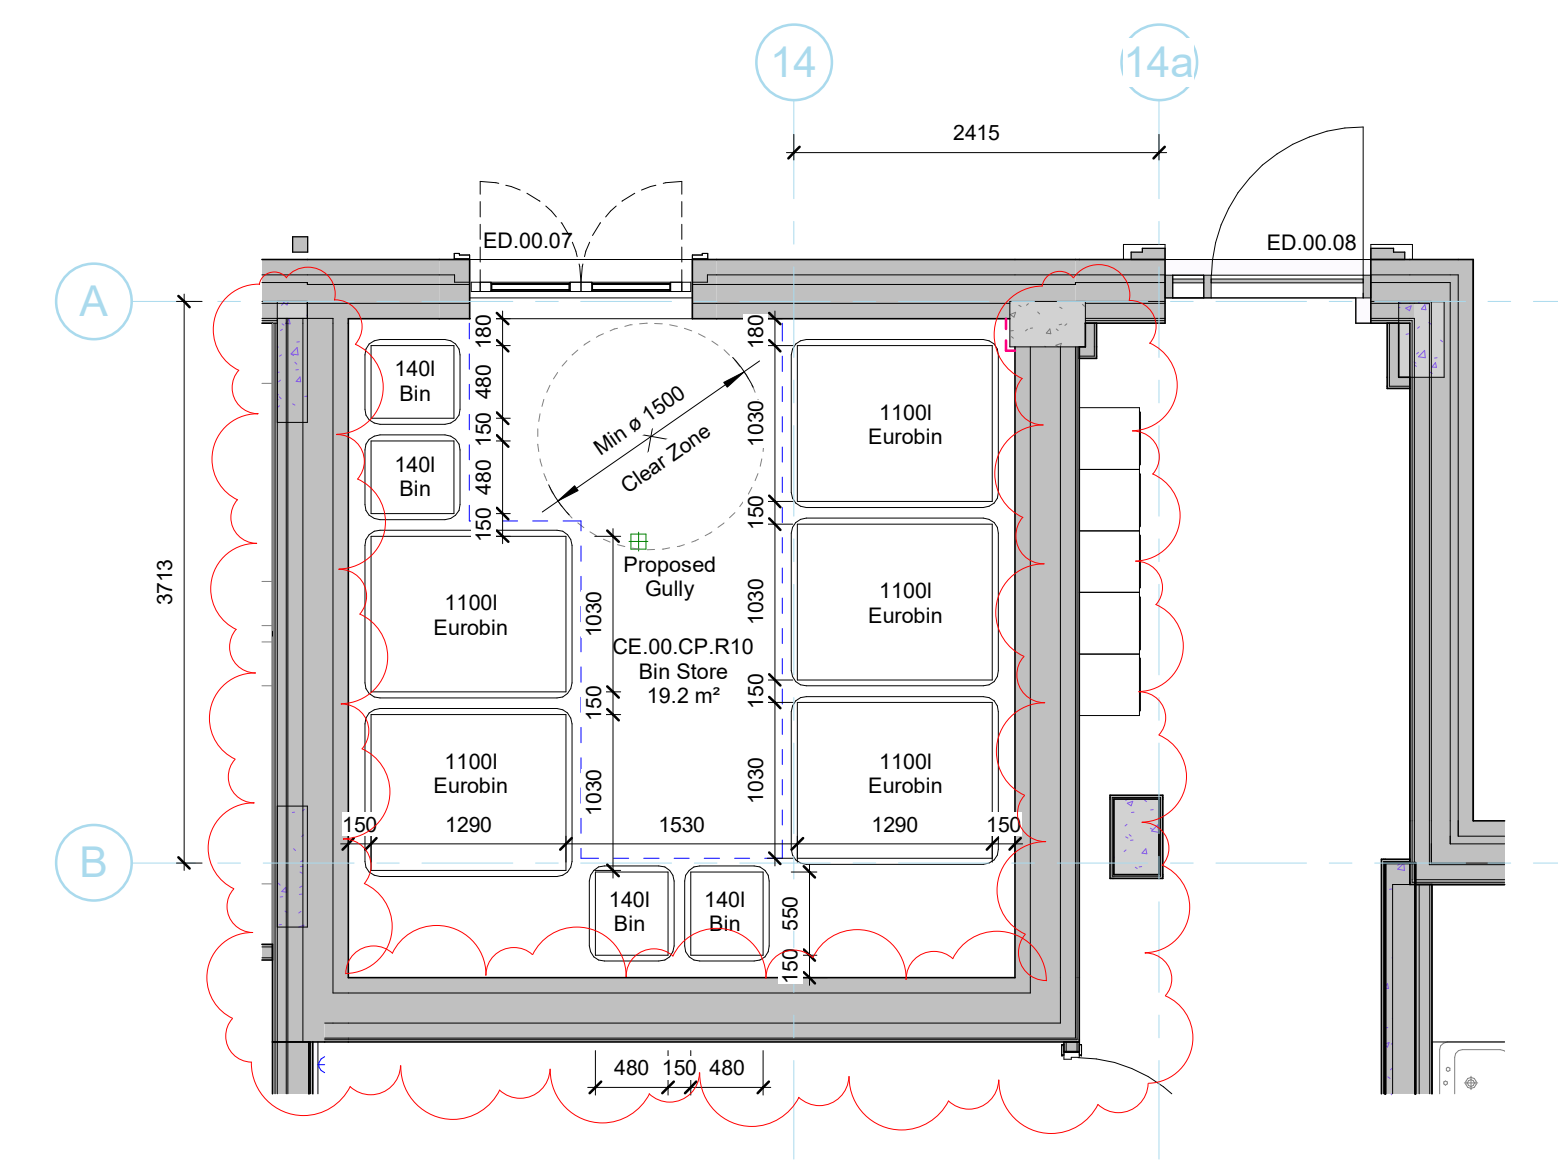 14
14a
2415
ED.00.07
ED.00.08
A
180
180
140l
Bin
480
Min ø 1500
Clear Zone
1030
1100l
Eurobin
150
140l
Bin
480
150
150
Proposed
Gully
3713
1100l
Eurobin
1030
1030
1100l
Eurobin
CE.00.CP.R10
Bin Store
19.2 m²
150
150
1100l
Eurobin
1030
1030
1100l
Eurobin
150
1290
1530
1290
150
B
140l
Bin
140l
Bin
550
150
480
150
480